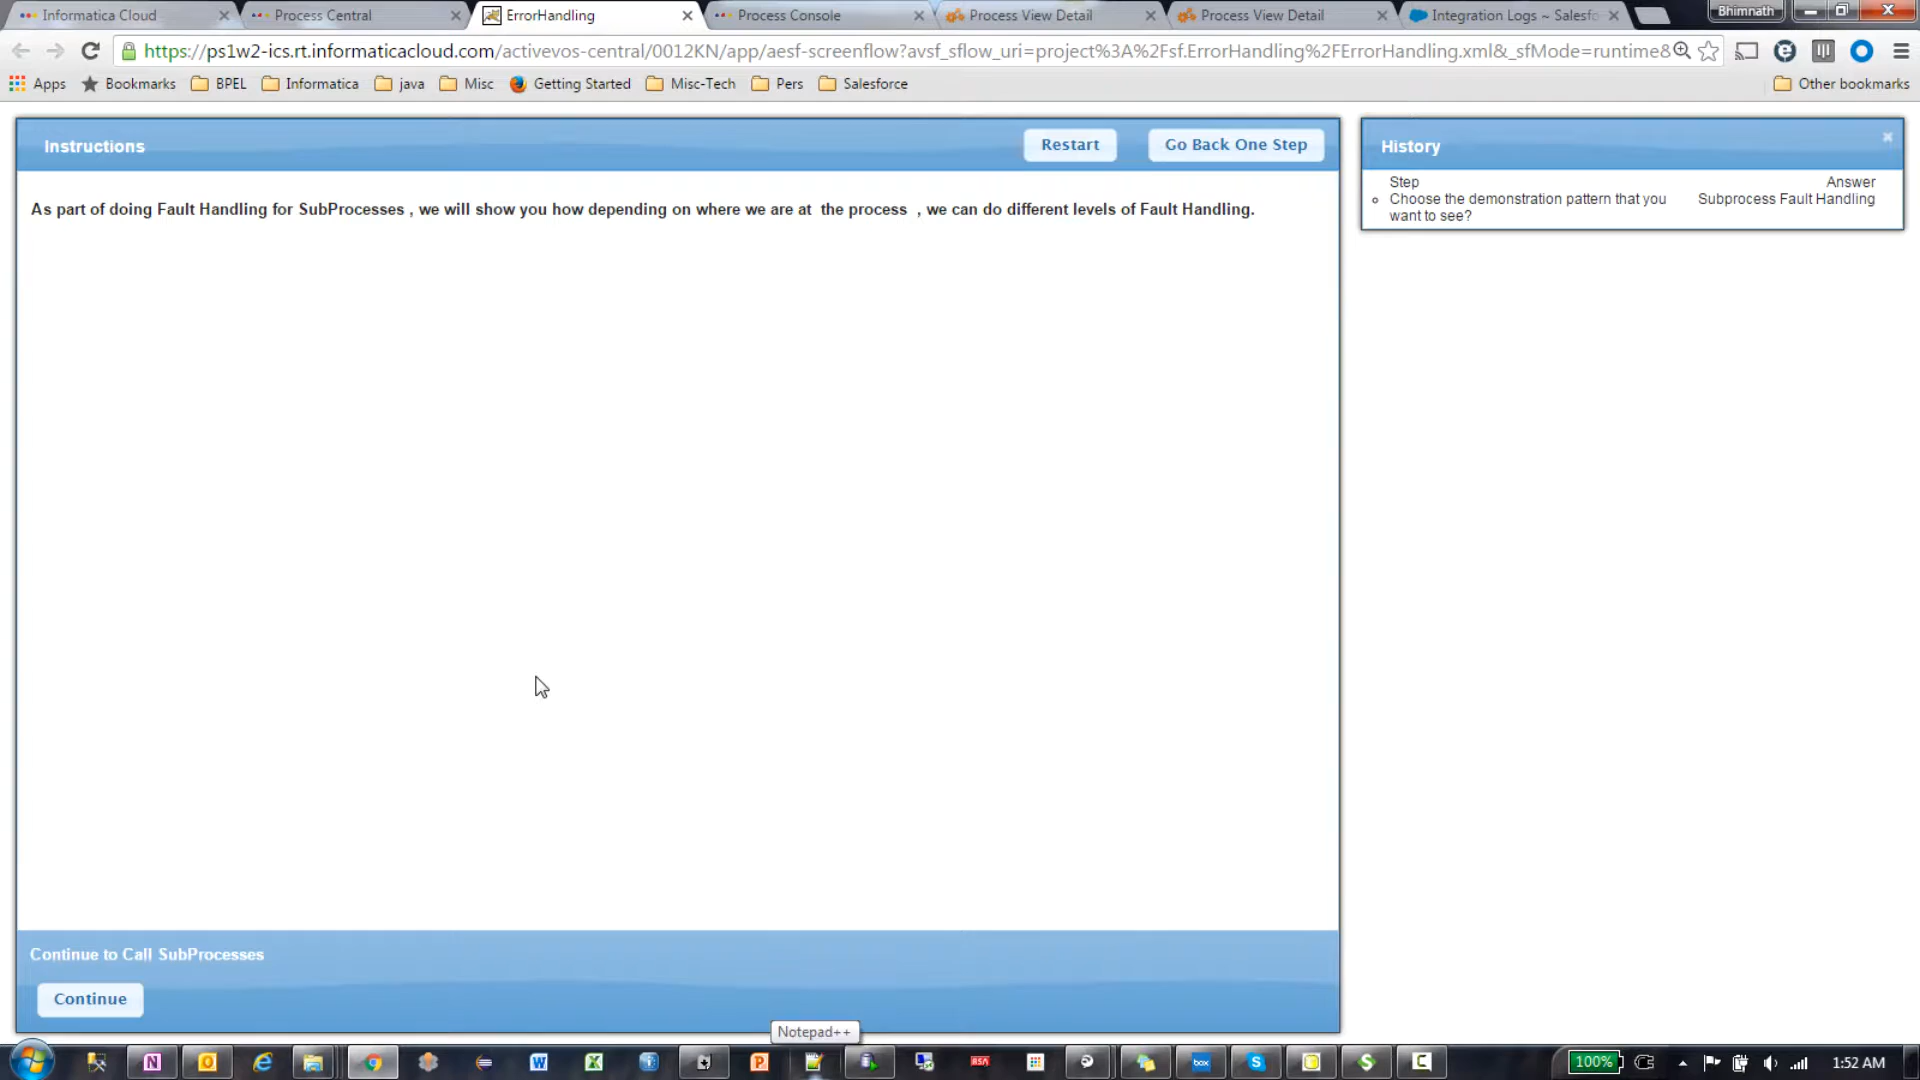 Informatica Cloud
Process Central
ErrorHandling
Process Console
Process View Detail
Process View Detail
Integration Logs ~ Salesfo
Bhimnath
https://ps1w2-ics.rt.informaticacloud.com/activevos-central/0012KN/app/aesf-screenflow?avsf_sflow_uri=project%3A%2Fsf.ErrorHandling%2FErrorHandling.xml&_sfMode=runtime8
Apps
Bookmarks
BPEL
Informatica
java
Misc
Getting Started
Misc-Tech
Pers
Salesforce
Other bookmarks
Instructions
Restart
Go Back One Step
As part of doing Fault Handling for SubProcesses , we will show you how depending on where we are at the process , we can do different levels of Fault Handling.
History
Step Answer
Choose the demonstration pattern that you Subprocess Fault Handling
want to see?
Continue to Call SubProcesses
Continue
Notepad++
100%
1:52 AM